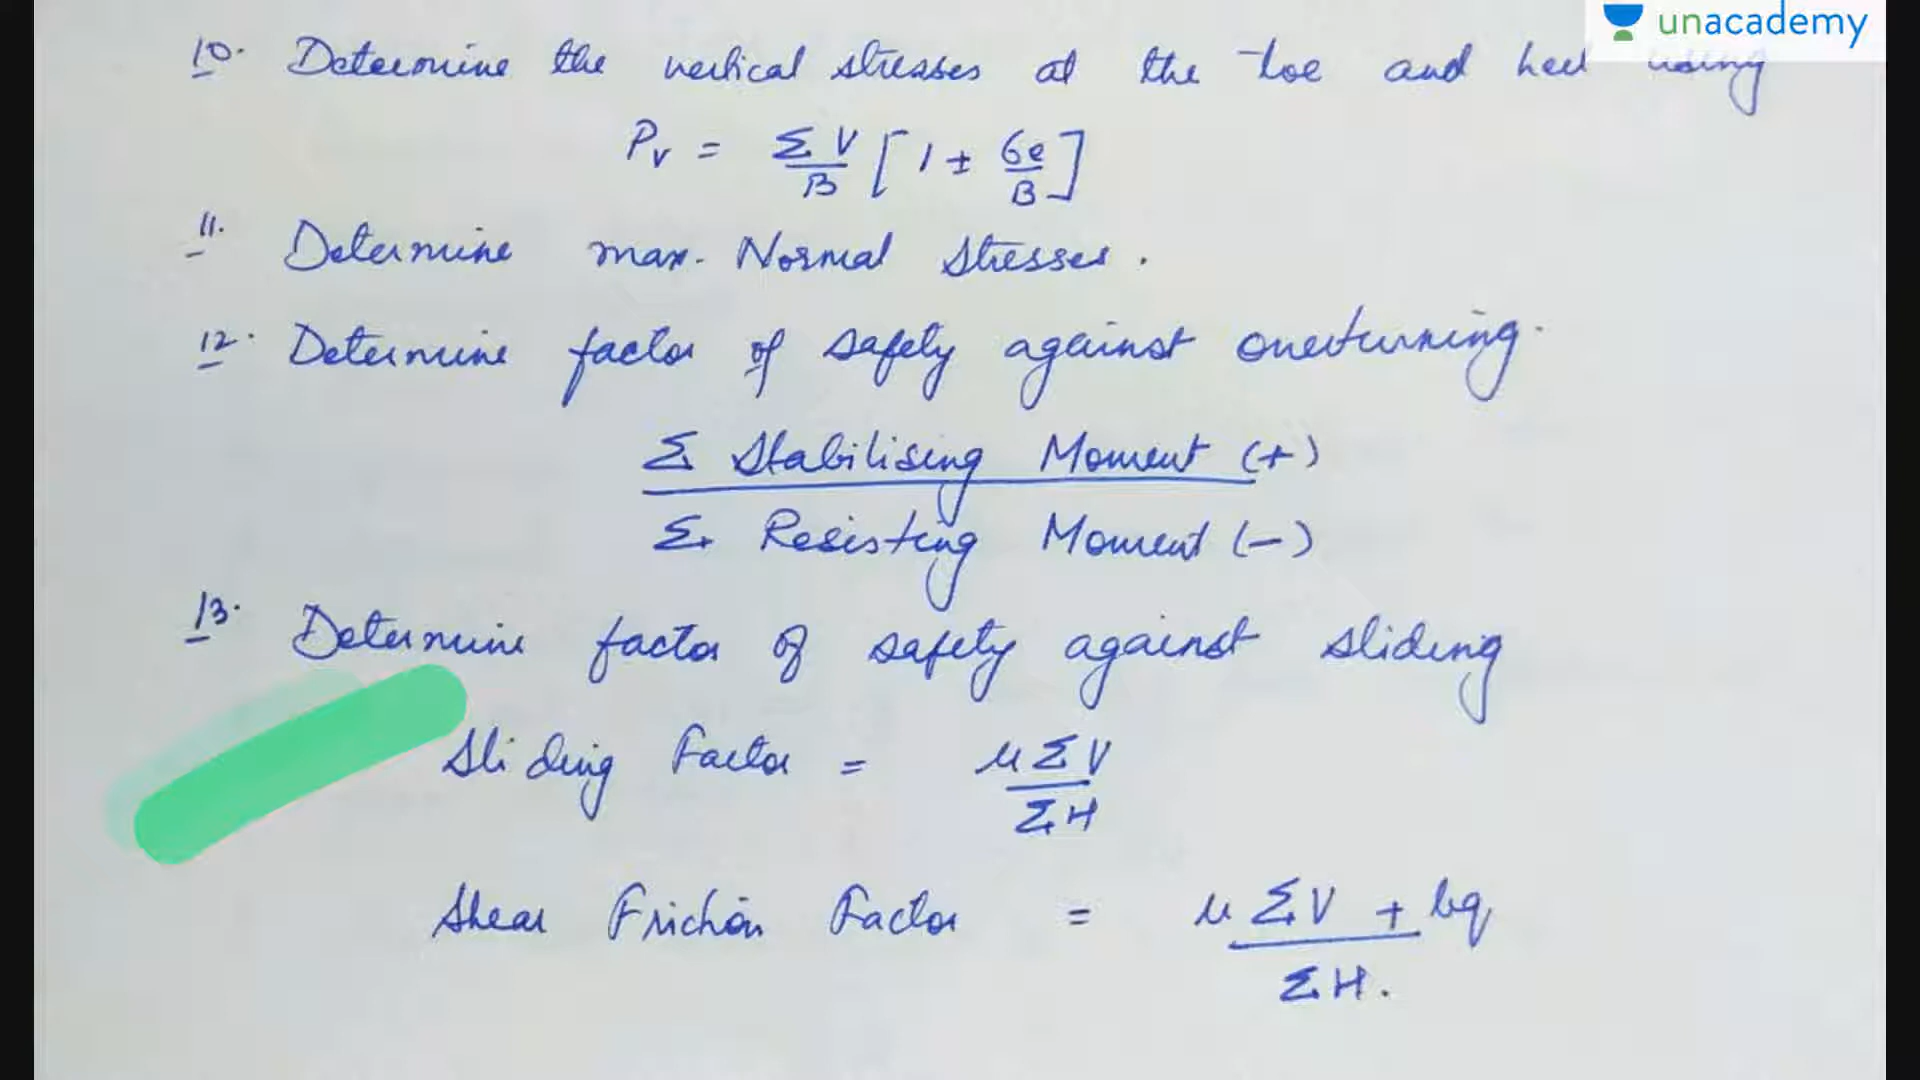 unacademy
10. Determine the vertical stresses at the toe and heel using
Pv = ΣV/B [1 ± 6e/B]
11. Determine max. Normal Stresses.
12. Determine factor of safety against overturning.
Σ Stabilising Moment (+)
Σ Resisting Moment (-)
13. Determine factor of safety against sliding
Sliding Factor = μΣV/ΣH
Shear Friction Factor = μΣV + bq/ΣH.